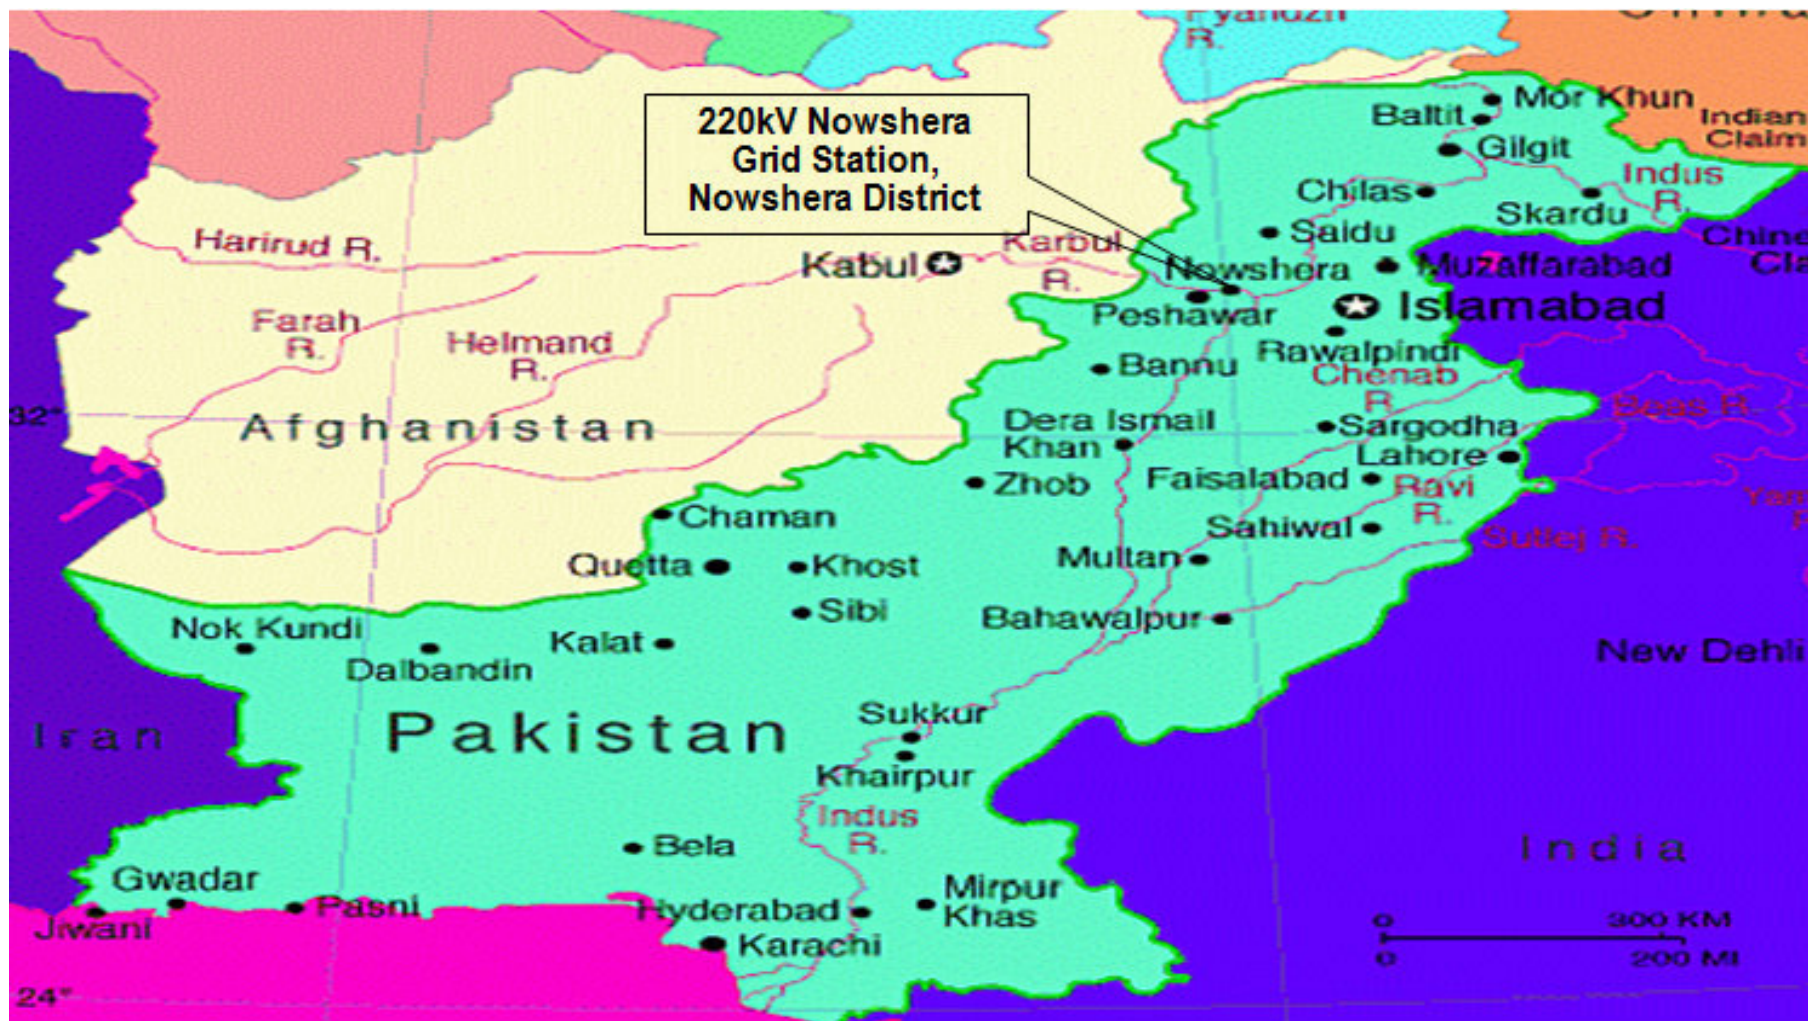 R.
Mor Khun
Baltit
Indian
Claim
220kV Nowshera
Grid Station,
Nowshera District
Gilgit
Indus
R.
Chilas
Skardu
Saidu
Harirud R.
Karbul
R.
Kabul
Nowshera
Muzaffarabad
Peshawar
Islamabad
Farah
R.
Helmand
R.
Rawalpindi
Bannu
Chenab
R
32°
Afghanistan
Dera Ismail
Khan
Sargodha
Beas R.
Lahore
Zhob
Faisalabad
Ravi
R.
Chaman
Sahiwal
Sutlej R.
Quetta
Khost
Multan
Sibi
Bahawalpur
Nok Kundi
Dalbandin
Kalat
New Dehli
Iran
Pakistan
Sukkur
Khairpur
Indus
R.
Bela
India
Gwadar
Jiwani
Pasni
Hyderabad
Mirpur
Khas
Karachi
0 300 KM
0 200 MI
24°